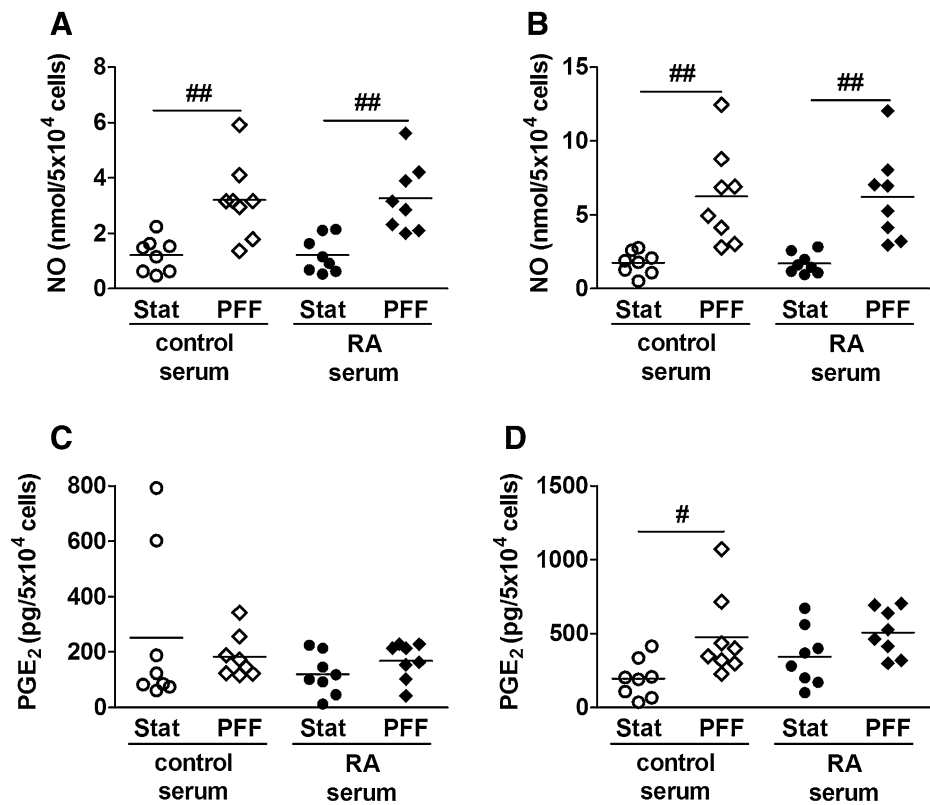 A
NO (nmol/5x10⁴ cells)
8
6
4
2
0
##
##
Stat PFF Stat PFF
control serum
RA serum
B
NO (nmol/5x10⁴ cells)
15
10
5
0
##
##
Stat PFF Stat PFF
control serum
RA serum
C
PGE₂ (pg/5x10⁴ cells)
800
600
400
200
0
Stat PFF Stat PFF
control serum
RA serum
D
PGE₂ (pg/5x10⁴ cells)
1500
1000
500
0
#
Stat PFF Stat PFF
control serum
RA serum